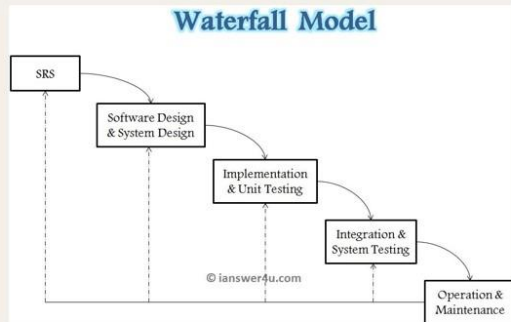 Waterfall Model
SRS
Software Design
& System Design
Implementation
& Unit Testing
Integration &
System Testing
© ianswer4u.com
Operation &
Maintenance